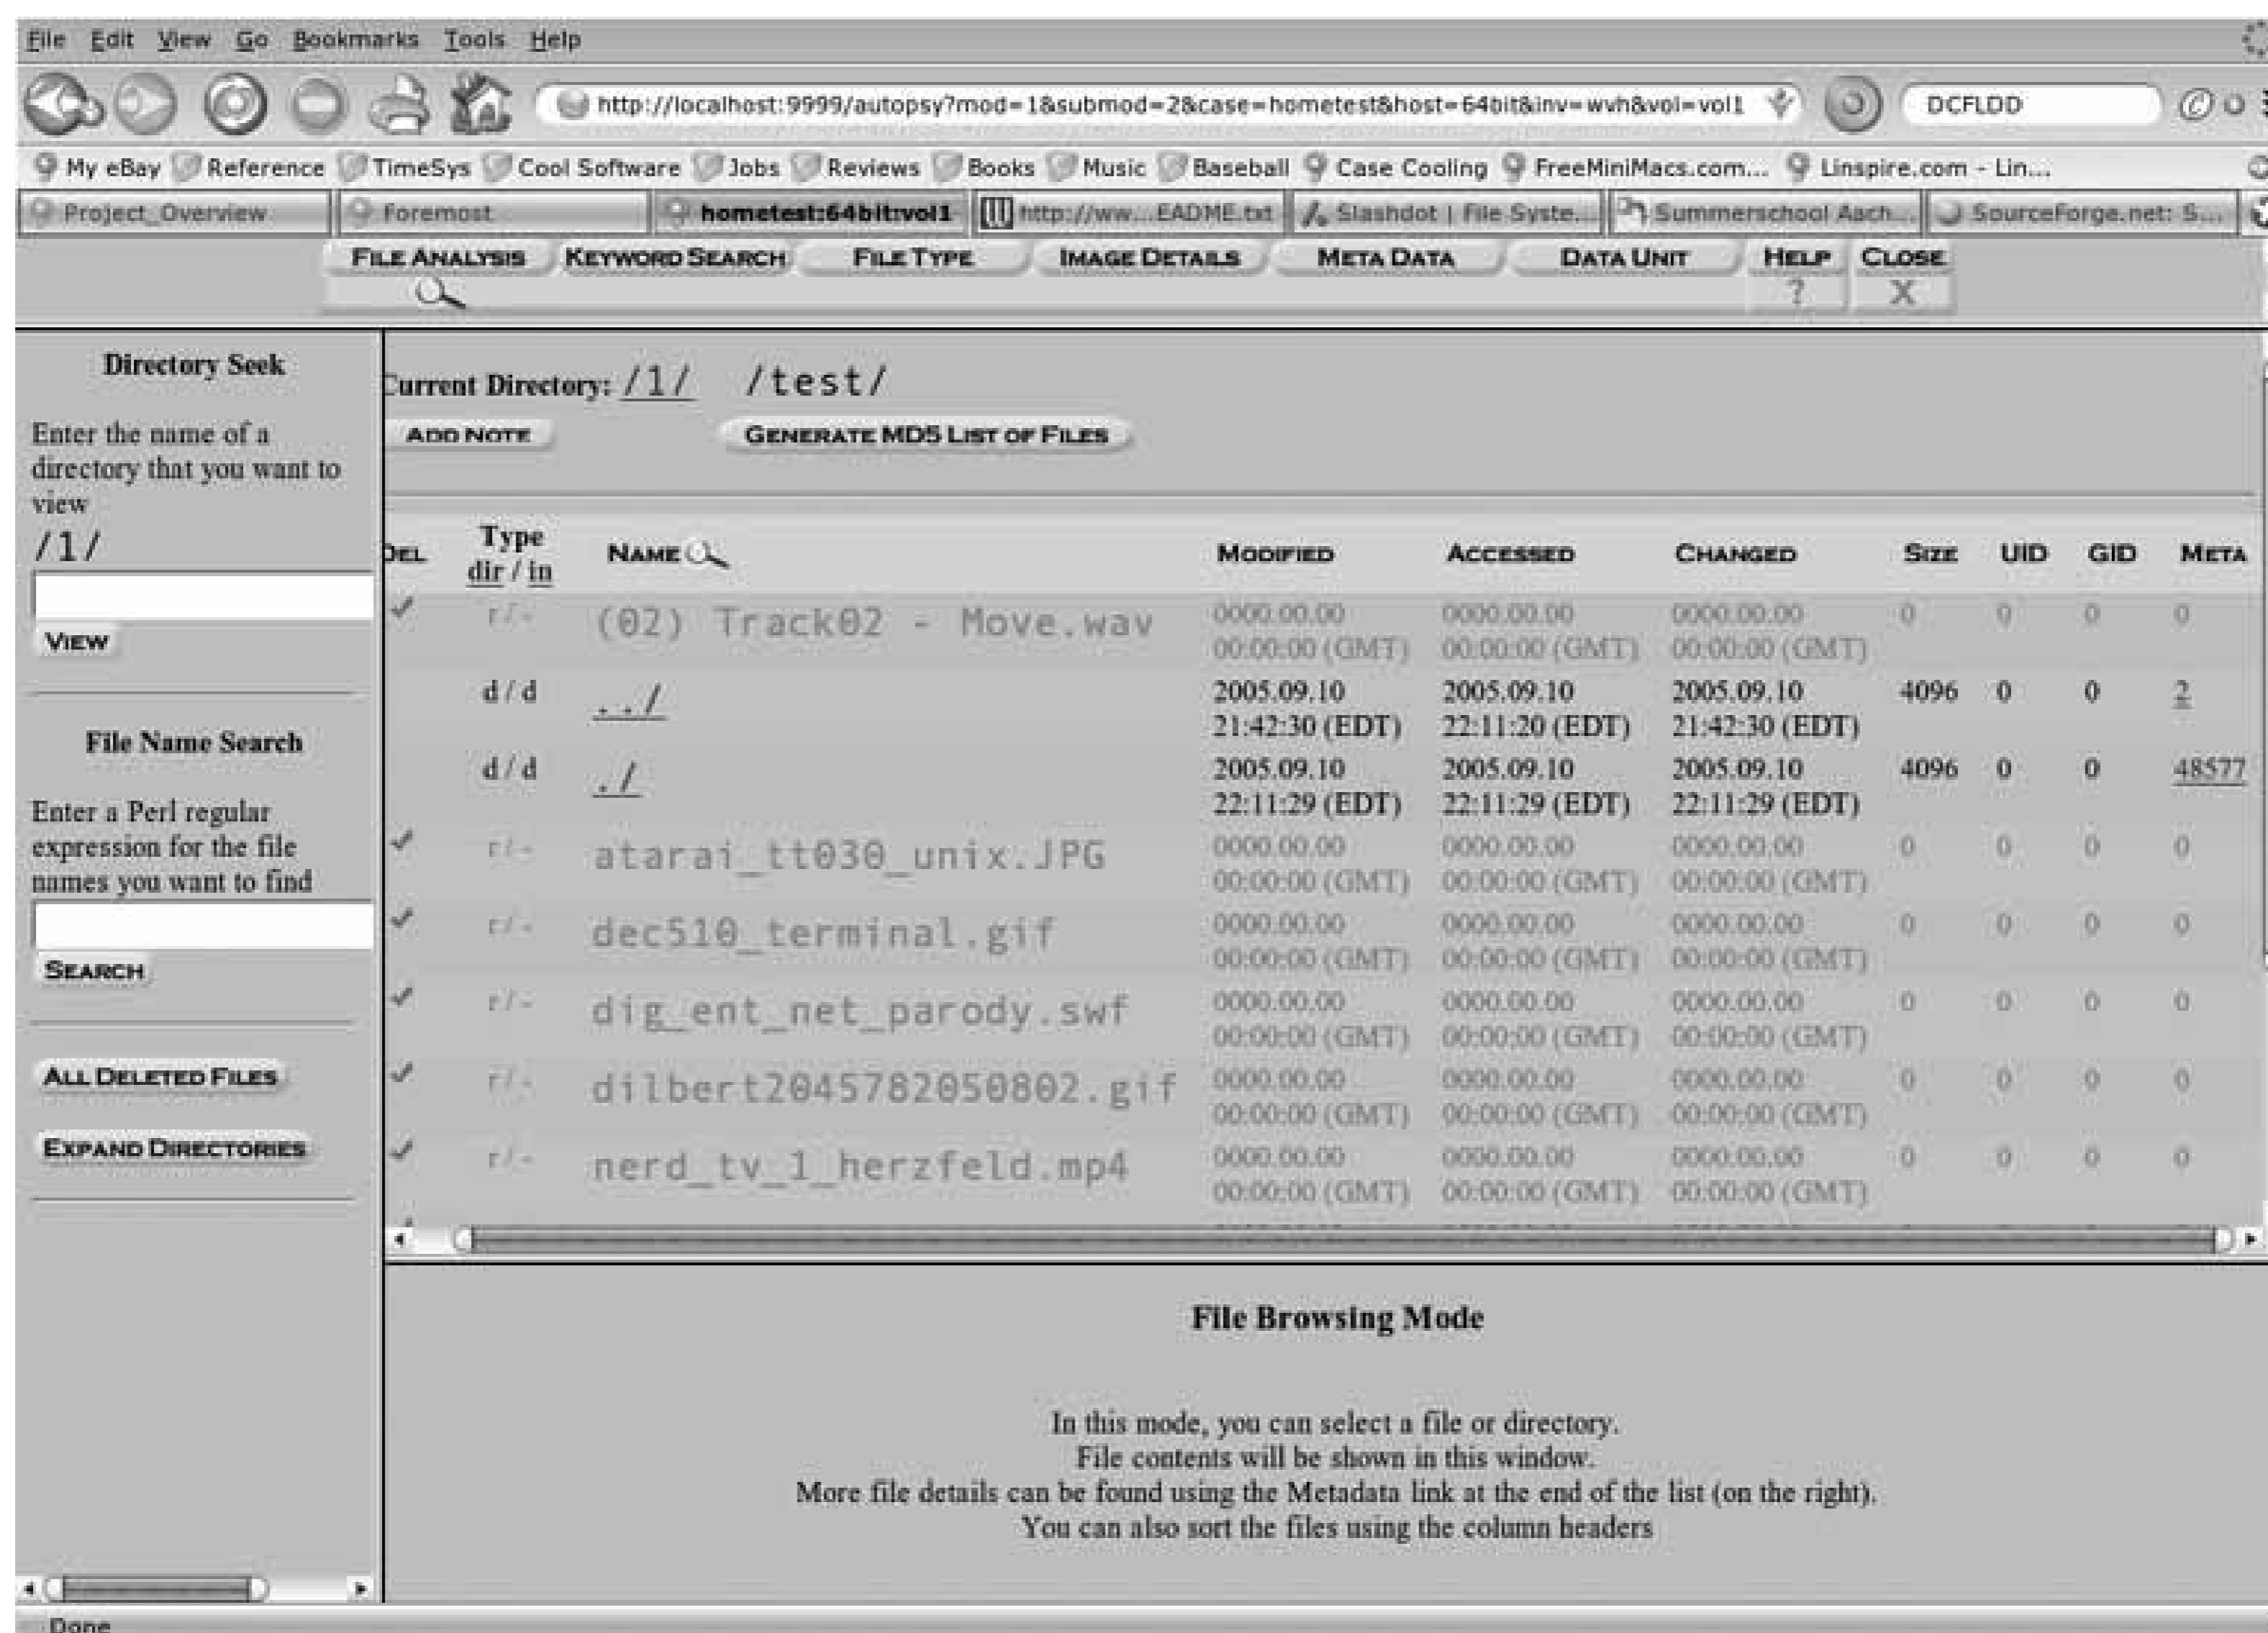 File Edit View Go Bookmarks Tools Help
http://localhost:9999/autopsy?mod=1&submod=2&case=hometest&host=64bit&inv=wvh&vol=vol1 DCFLDD
My eBay Reference TimeSys Cool Software Jobs Reviews Books Music Baseball Case Cooling FreeMiniMacs.com... Linspire.com - Lin...
Project_Overview Foremost hometest:64bit:vol1 http://ww...EADME.txt Slashdot | File Syste... Summerschool Aach... SourceForge.net: S...
FILE ANALYSIS KEYWORD SEARCH FILE TYPE IMAGE DETAILS META DATA DATA UNIT HELP CLOSE
? X
Directory Seek
Enter the name of a
directory that you want to
view
/1/
VIEW
File Name Search
Enter a Perl regular
expression for the file
names you want to find
SEARCH
ALL DELETED FILES
EXPAND DIRECTORIES
Current Directory: /1/ /test/
ADD NOTE GENERATE MD5 LIST OF FILES
DEL Type dir / in NAME MODIFIED ACCESSED CHANGED SIZE UID GID META
r/- (02) Track02 - Move.wav 0000.00.00 0000.00.00 0000.00.00 0 0 0 0
00:00:00 (GMT) 00:00:00 (GMT) 00:00:00 (GMT)
d/d ../ 2005.09.10 2005.09.10 2005.09.10 4096 0 0 2
21:42:30 (EDT) 22:11:20 (EDT) 21:42:30 (EDT)
d/d ./ 2005.09.10 2005.09.10 2005.09.10 4096 0 0 48577
22:11:29 (EDT) 22:11:29 (EDT) 22:11:29 (EDT)
r/- atarai_tt030_unix.JPG 0000.00.00 0000.00.00 0000.00.00 0 0 0 0
00:00:00 (GMT) 00:00:00 (GMT) 00:00:00 (GMT)
r/- dec510_terminal.gif 0000.00.00 0000.00.00 0000.00.00 0 0 0 0
00:00:00 (GMT) 00:00:00 (GMT) 00:00:00 (GMT)
r/- dig_ent_net_parody.swf 0000.00.00 0000.00.00 0000.00.00 0 0 0 0
00:00:00 (GMT) 00:00:00 (GMT) 00:00:00 (GMT)
r/- dilbert2045782050802.gif 0000.00.00 0000.00.00 0000.00.00 0 0 0 0
00:00:00 (GMT) 00:00:00 (GMT) 00:00:00 (GMT)
r/- nerd_tv_1_herzfeld.mp4 0000.00.00 0000.00.00 0000.00.00 0 0 0 0
00:00:00 (GMT) 00:00:00 (GMT) 00:00:00 (GMT)
File Browsing Mode
In this mode, you can select a file or directory.
File contents will be shown in this window.
More file details can be found using the Metadata link at the end of the list (on the right).
You can also sort the files using the column headers
Done